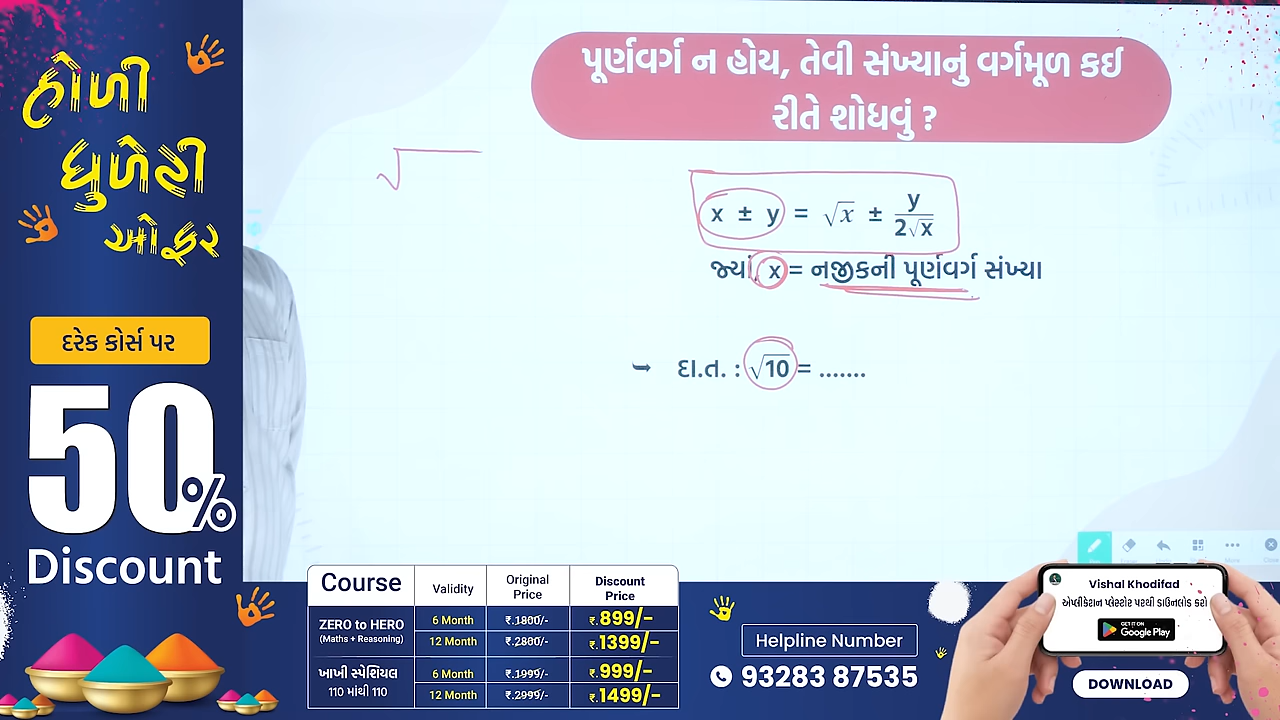 હોળી
ધુળેટી
ઓફર
દરેક કોર્સ પર
50%
Discount
પૂર્ણવર્ગ ન હોય, તેવી સંખ્યાનું વર્ગમૂળ કઈ
રીતે શોધવું ?
x ± y = √x ± y/2√x
જ્યાં, x = નજીકની પૂર્ણવર્ગ સંખ્યા
દા.ત. : √10 = .......
Course Validity Original Price Discount Price
ZERO to HERO (Maths + Reasoning) 6 Month ₹.1800/- ₹.899/-
12 Month ₹.2800/- ₹.1399/-
ખાખી સ્પેશિયલ 110 માંથી 110 6 Month ₹.1999/- ₹.999/-
12 Month ₹.2999/- ₹.1499/-
Helpline Number
93283 87535
Vishal Khodifad
એપ્લીકેશન પ્લેસ્ટોર પરથી ડાઉનલોડ કરો
GET IT ON
Google Play
DOWNLOAD